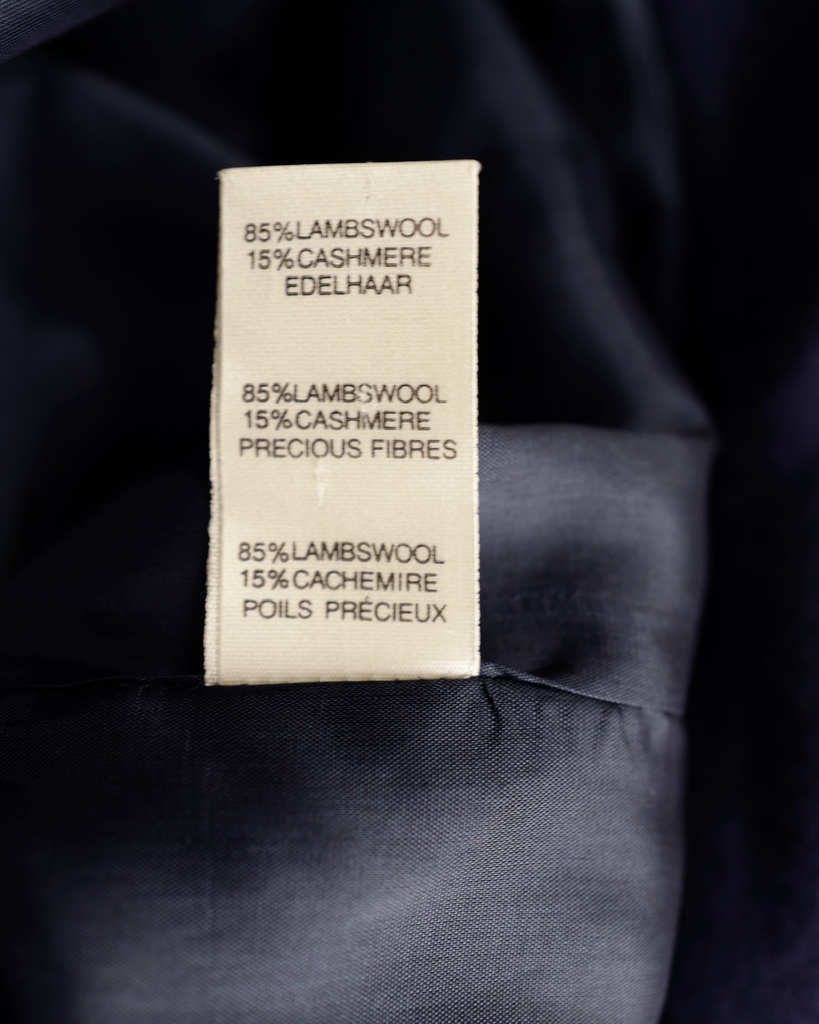 85%LAMBSWOOL
15%CASHMERE
EDELHAAR
85%LAMBSWOOL
15%CASHMERE
PRECIOUS FIBRES
85%LAMBSWOOL
15%CACHEMIRE
POILS PRÉCIEUX